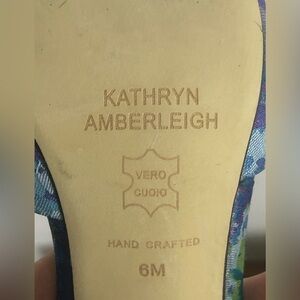 KATHRYN
AMBERLEIGH
VERO
CUOIO
HAND CRAFTED
6M